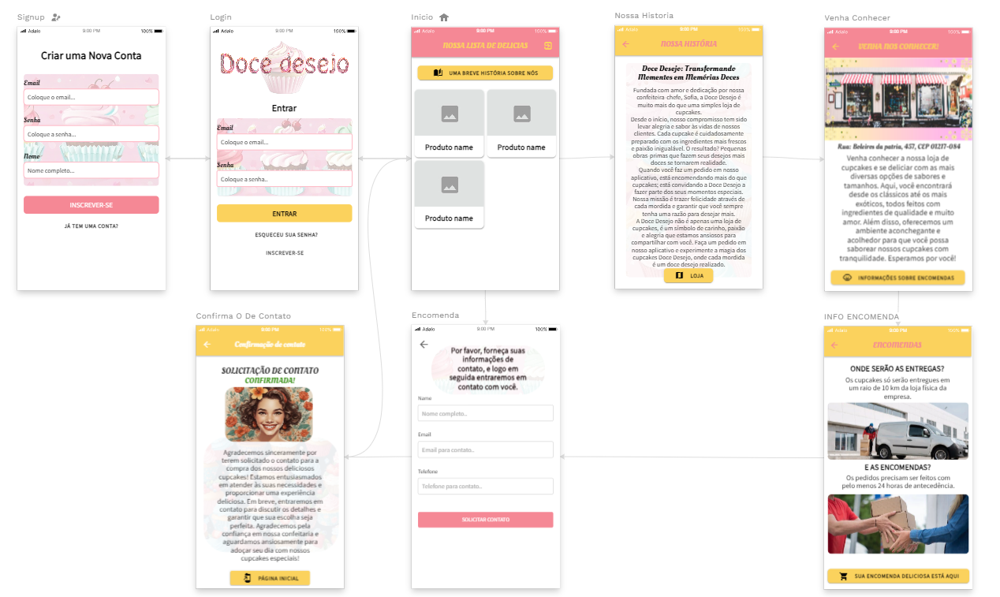 Signup
Adalo 9:00 PM 100%
Criar uma Nova Conta
Email
Coloque o email...
Senha
Coloque a senha...
Nome
Nome completo...
INSCREVER-SE
JÁ TEM UMA CONTA?
Login
Adalo 9:00 PM 100%
Doce desejo
Entrar
Email
Coloque o email...
Senha
Coloque a senha..
ENTRAR
ESQUECEU SUA SENHA?
INSCREVER-SE
Inicio
Adalo 9:00 PM 100%
NOSSA LISTA DE DELICIAS
UMA BREVE HISTÓRIA SOBRE NÓS
Produto name
Produto name
Produto name
Nossa Historia
Adalo 9:00 PM 100%
NOSSA HISTÓRIA
Doce Desejo: Transformando
Momentos em Memórias Doces
Fundada com amor e dedicação por nossa
confeiteira-chefe, Sofia, a Doce Desejo é
muito mais do que uma simples loja de
cupcakes.
Desde o início, nosso compromisso tem sido
levar alegria e sabor às vidas de nossos
clientes. Cada cupcake é cuidadosamente
preparado com os ingredientes mais frescos
e paixão inigualável. O resultado? Pequenas
obras-primas que fazem seus desejos mais
doces se tornarem realidade.
Quando você faz um pedido em nosso
aplicativo, está encomendando mais do que
cupcakes; está convidando a Doce Desejo a
fazer parte dos seus momentos especiais.
Nossa missão é trazer felicidade através de
cada mordida e garantir que você sempre
tenha uma razão para desejar mais.
A Doce Desejo não é apenas uma loja de
cupcakes, é um símbolo de carinho, paixão
e alegria que estamos ansiosos para
compartilhar com você. Faça um pedido em
nosso aplicativo e experimente a magia dos
cupcakes Doce Desejo, onde cada mordida
é um doce desejo realizado.
LOJA
Venha Conhecer
Adalo 9:00 PM 100%
VENHA NOS CONHECER!
Rua: Beleires da patria, 457, CEP 01217-084
Venha conhecer a nossa loja de
cupcakes e se deliciar com as mais
diversas opções de sabores e
tamanhos. Aqui, você encontrará
desde os clássicos até os mais
exóticos, todos feitos com
ingredientes de qualidade e muito
amor. Além disso, oferecemos um
ambiente aconchegante e
acolhedor para que você possa
saborear nossos cupcakes com
tranquilidade. Esperamos por você!
INFORMAÇÕES SOBRE ENCOMENDAS
Confirma O De Contato
Adalo 9:00 PM 100%
Confirmação de contato
SOLICITAÇÃO DE CONTATO
CONFIRMADA!
Agradecemos sinceramente por
terem solicitado o contato para a
compra dos nossos deliciosos
cupcakes! Estamos entusiasmados
em atender às suas necessidades e
proporcionar uma experiência
deliciosa. Em breve, entraremos em
contato para discutir os detalhes e
garantir que sua escolha seja
perfeita. Agradecemos pela
confiança em nossa confeitaria e
aguardamos ansiosamente para
adoçar seu dia com nossos
cupcakes especiais!
PÁGINA INICIAL
Encomenda
Adalo 9:00 PM 100%
Por favor, forneça suas
informações de
contato, e logo em
seguida entraremos em
contato com você.
Name
Nome completo..
Email
Email para contato..
Telefone
Telefone para contato..
SOLICITAR CONTATO
INFO ENCOMENDA
Adalo 9:00 PM 100%
ENCOMENDAS
ONDE SERÃO AS ENTREGAS?
Os cupcakes só serão entregues em
um raio de 10 km da loja física da
empresa.
E AS ENCOMENDAS?
Os pedidos precisam ser feitos com
pelo menos 24 horas de antecedência.
SUA ENCOMENDA DELICIOSA ESTÁ AQUI